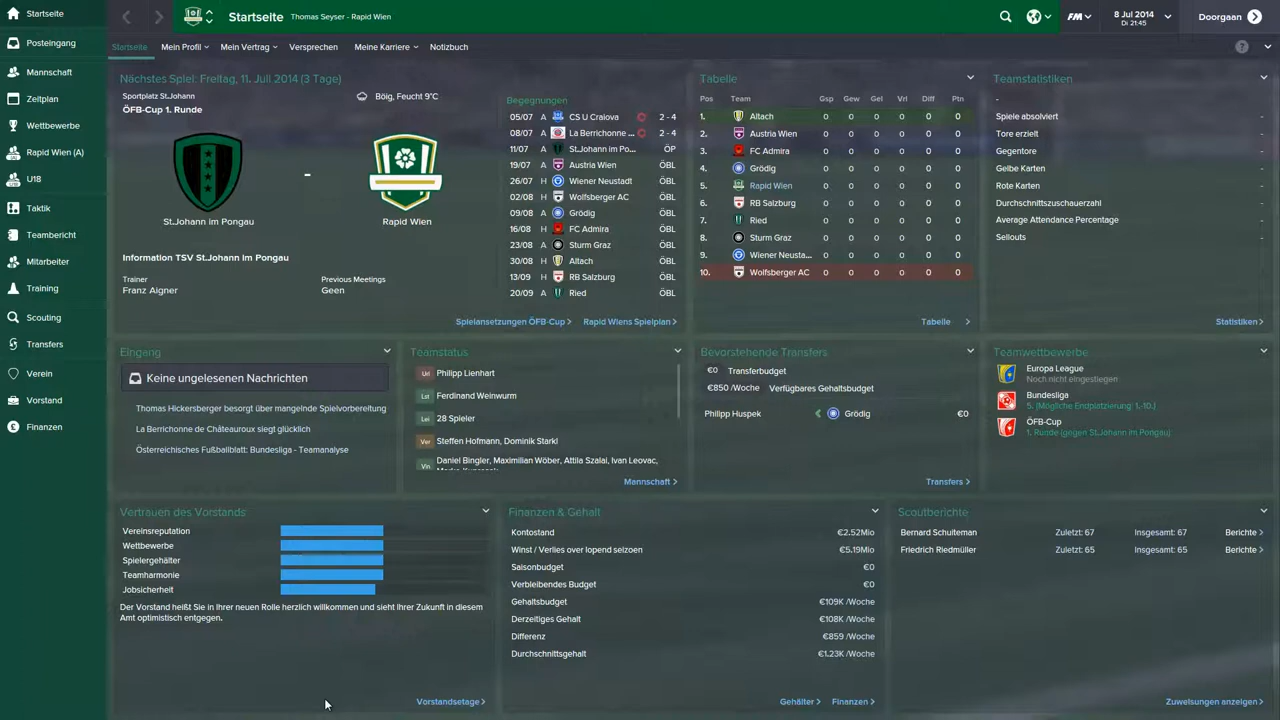 Startseite
Posteingang
Mannschaft
Zeitplan
Wettbewerbe
Rapid Wien (A)
U18
Taktik
Teambericht
Mitarbeiter
Training
Scouting
Transfers
Verein
Vorstand
Finanzen
Startseite Thomas Seyser - Rapid Wien
FM
8 Jul 2014
Di 21:45
Doorgaan
Startseite Mein Profil Mein Vertrag Versprechen Meine Karriere Notizbuch
Nächstes Spiel: Freitag, 11. Juli 2014 (3 Tage)
Sportplatz St.Johann
ÖFB-Cup 1. Runde
Böig, Feucht 9°C
St.Johann im Pongau - Rapid Wien
Information TSV St.Johann im Pongau
Trainer
Franz Aigner
Previous Meetings
Geen
Begegnungen
05/07 A CS U Craiova 2 - 4
08/07 A La Berrichonne ... 2 - 4
11/07 A St.Johann im Po... ÖP
19/07 A Austria Wien ÖBL
26/07 H Wiener Neustadt ÖBL
02/08 H Wolfsberger AC ÖBL
09/08 A Grödig ÖBL
16/08 H FC Admira ÖBL
23/08 A Sturm Graz ÖBL
30/08 H Altach ÖBL
13/09 H RB Salzburg ÖBL
20/09 A Ried ÖBL
Spielansetzungen ÖFB-Cup > Rapid Wiens Spielplan >
Tabelle
Pos Team Gsp Gew Gel Vrl Diff Ptn
1. Altach 0 0 0 0 0 0
2. Austria Wien 0 0 0 0 0 0
3. FC Admira 0 0 0 0 0 0
4. Grödig 0 0 0 0 0 0
5. Rapid Wien 0 0 0 0 0 0
6. RB Salzburg 0 0 0 0 0 0
7. Ried 0 0 0 0 0 0
8. Sturm Graz 0 0 0 0 0 0
9. Wiener Neusta... 0 0 0 0 0 0
10. Wolfsberger AC 0 0 0 0 0 0
Tabelle >
Teamstatistiken
-
Spiele absolviert -
Tore erzielt -
Gegentore -
Gelbe Karten -
Rote Karten -
Durchschnittszuschauerzahl -
Average Attendance Percentage -
Sellouts -
Statistiken >
Eingang
Keine ungelesenen Nachrichten
Thomas Hickersberger besorgt über mangelnde Spielvorbereitung
La Berrichonne de Châteauroux siegt glücklich
Österreichisches Fußballblatt: Bundesliga - Teamanalyse
Teamstatus
Url Philipp Lienhart
Lst Ferdinand Weinwurm
Lei 28 Spieler
Ver Steffen Hofmann, Dominik Starkl
Vin Daniel Bingler, Maximilian Wöber, Attila Szalai, Ivan Leovac,
Mannschaft >
Bevorstehende Transfers
€0 Transferbudget
€850 /Woche Verfügbares Gehaltsbudget
Philipp Huspek Grödig €0
Transfers >
Teamwettbewerbe
Europa League
Noch nicht eingestiegen
Bundesliga
5. (Mögliche Endplatzierung: 1.-10.)
ÖFB-Cup
1. Runde (gegen St.Johann im Pongau)
Vertrauen des Vorstands
Vereinsreputation
Wettbewerbe
Spielergehälter
Teamharmonie
Jobsicherheit
Der Vorstand heißt Sie in Ihrer neuen Rolle herzlich willkommen und sieht Ihrer Zukunft in diesem
Amt optimistisch entgegen.
Vorstandsetage >
Finanzen & Gehalt
Kontostand €2.52Mio
Winst / Verlies over lopend seizoen €5.19Mio
Saisonbudget €0
Verbleibendes Budget €0
Gehaltsbudget €109K /Woche
Derzeitiges Gehalt €108K /Woche
Differenz €859 /Woche
Durchschnittsgehalt €1.23K /Woche
Gehälter > Finanzen >
Scoutberichte
Bernard Schuiteman Zuletzt: 67 Insgesamt: 67 Berichte >
Friedrich Riedmüller Zuletzt: 65 Insgesamt: 65 Berichte >
Zuweisungen anzeigen >